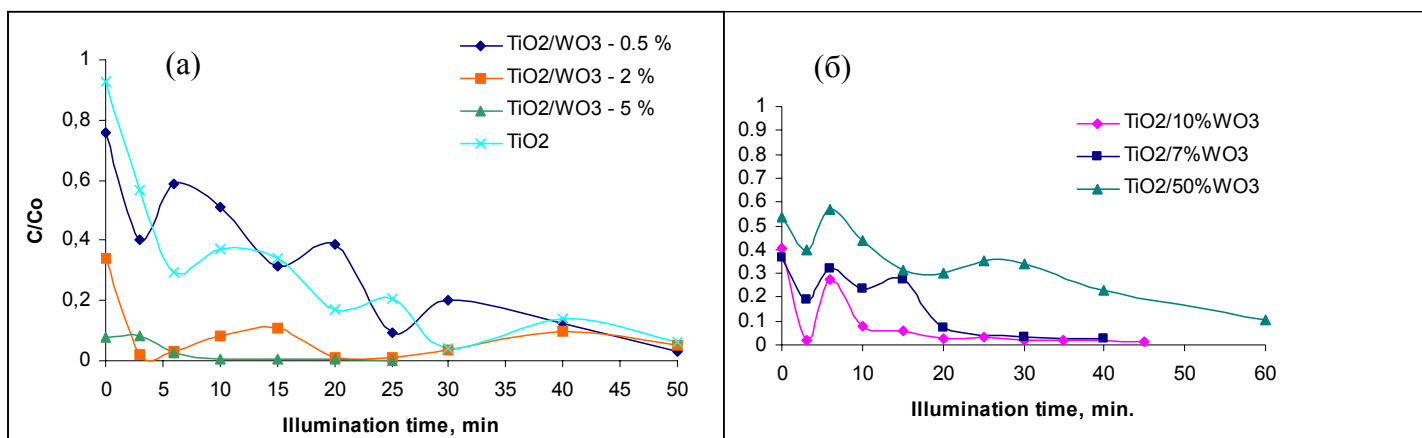 (а)
TiO2/WO3 - 0.5 %
TiO2/WO3 - 2 %
TiO2/WO3 - 5 %
TiO2
C/Co
1
0,8
0,6
0,4
0,2
0
0 5 10 15 20 25 30 35 40 45 50
Illumination time, min
(б)
TiO2/10%WO3
TiO2/7%WO3
TiO2/50%WO3
1
0.9
0.8
0.7
0.6
0.5
0.4
0.3
0.2
0.1
0
0 10 20 30 40 50 60
Illumination time, min.